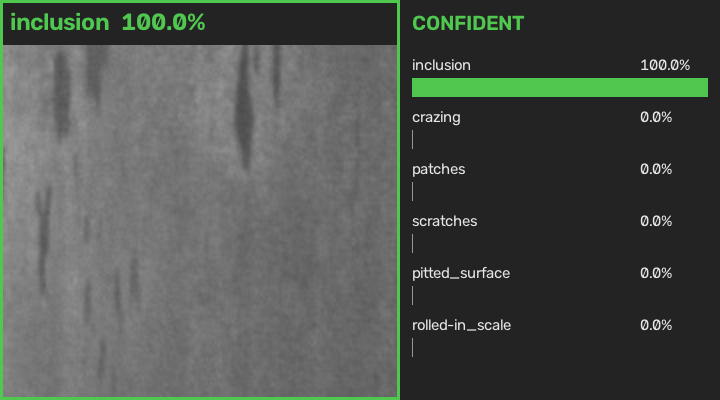 inclusion 100.0%
CONFIDENT
inclusion 100.0%
crazing 0.0%
patches 0.0%
scratches 0.0%
pitted_surface 0.0%
rolled-in_scale 0.0%